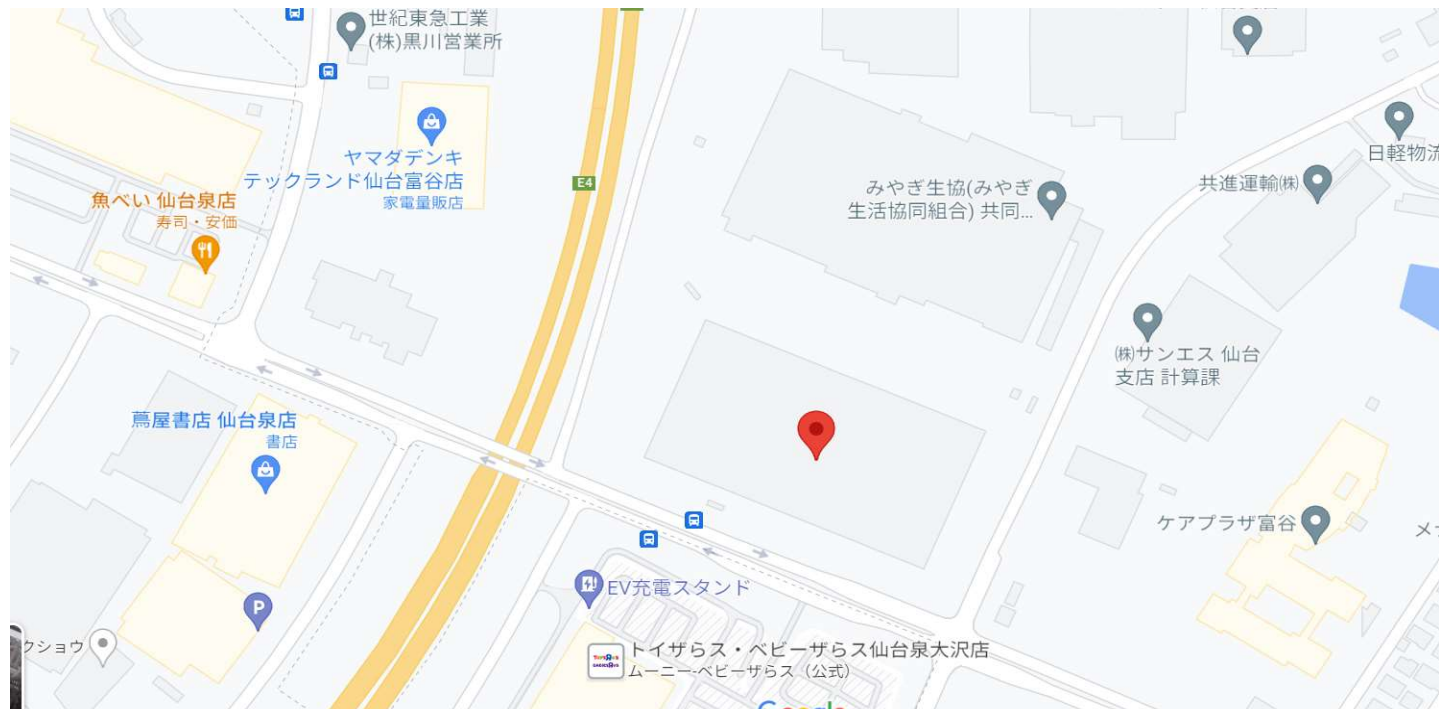 世紀東急工業
(株)黒川営業所
ヤマダデンキ
テックランド仙台富谷店
家電量販店
魚べい 仙台泉店
寿司・安価
E4
みやぎ生協(みやぎ
生活協同組合) 共同...
共進運輸㈱
日軽物流
㈱サンエス 仙台
支店 計算課
蔦屋書店 仙台泉店
書店
ケアプラザ富谷
EV充電スタンド
P
クショウ
トイザらス・ベビーザらス仙台泉大沢店
ムーニー-ベビーザらス（公式）